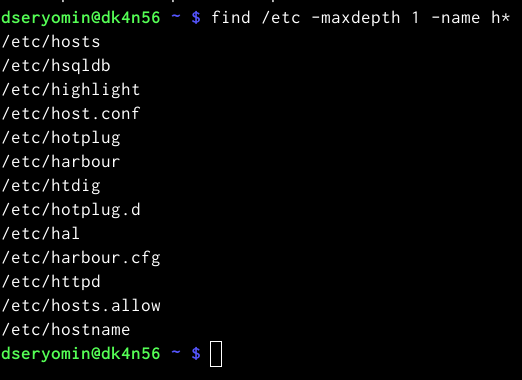 dseryomin@dk4n56 ~ $ find /etc -maxdepth 1 -name h*
/etc/hosts
/etc/hsqldb
/etc/highlight
/etc/host.conf
/etc/hotplug
/etc/harbour
/etc/htdig
/etc/hotplug.d
/etc/hal
/etc/harbour.cfg
/etc/httpd
/etc/hosts.allow
/etc/hostname
dseryomin@dk4n56 ~ $